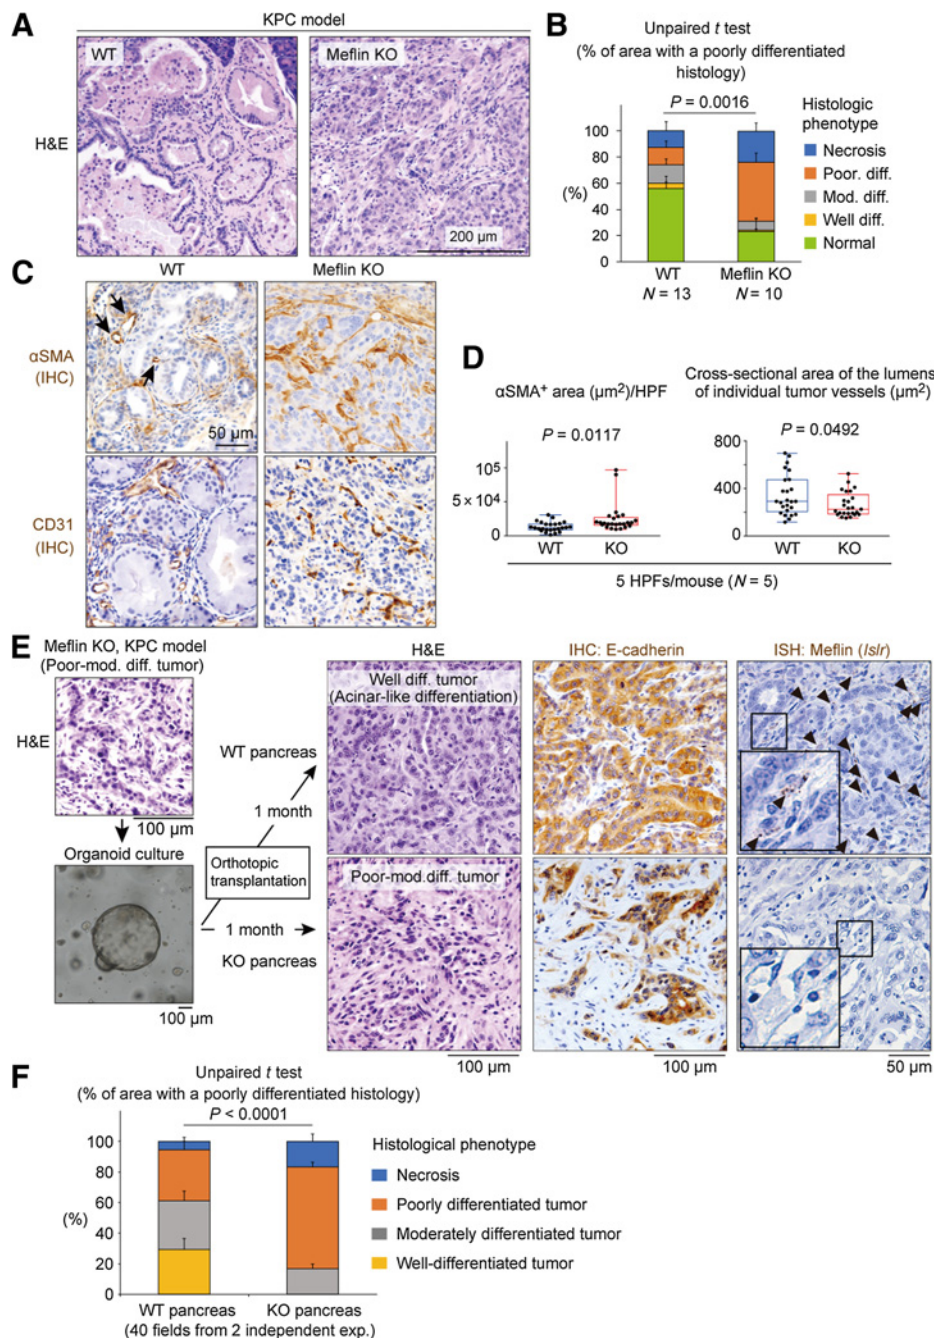 A
KPC model
WT
Meflin KO
H&E
200 μm
B
Unpaired t test
(% of area with a poorly differentiated
histology)
P = 0.0016
100
80
60
40
20
0
(%)
WT
N = 13
Meflin KO
N = 10
Histologic
phenotype
Necrosis
Poor. diff.
Mod. diff.
Well diff.
Normal
C
WT
Meflin KO
αSMA
(IHC)
50 μm
CD31
(IHC)
D
αSMA⁺ area (μm²)/HPF
P = 0.0117
10⁵
5 × 10⁴
0
WT
KO
Cross-sectional area of the lumens
of individual tumor vessels (μm²)
P = 0.0492
800
400
0
WT
KO
5 HPFs/mouse (N = 5)
E
Meflin KO, KPC model
(Poor-mod. diff. tumor)
H&E
100 μm
Organoid culture
100 μm
WT pancreas
1 month
Orthotopic
transplantation
1 month
KO pancreas
H&E
Well diff. tumor
(Acinar-like differentiation)
Poor-mod.diff. tumor
100 μm
IHC: E-cadherin
100 μm
ISH: Meflin (Islr)
50 μm
F
Unpaired t test
(% of area with a poorly differentiated histology)
P < 0.0001
100
80
60
40
20
0
(%)
WT pancreas
KO pancreas
(40 fields from 2 independent exp.)
Histological phenotype
Necrosis
Poorly differentiated tumor
Moderately differentiated tumor
Well-differentiated tumor